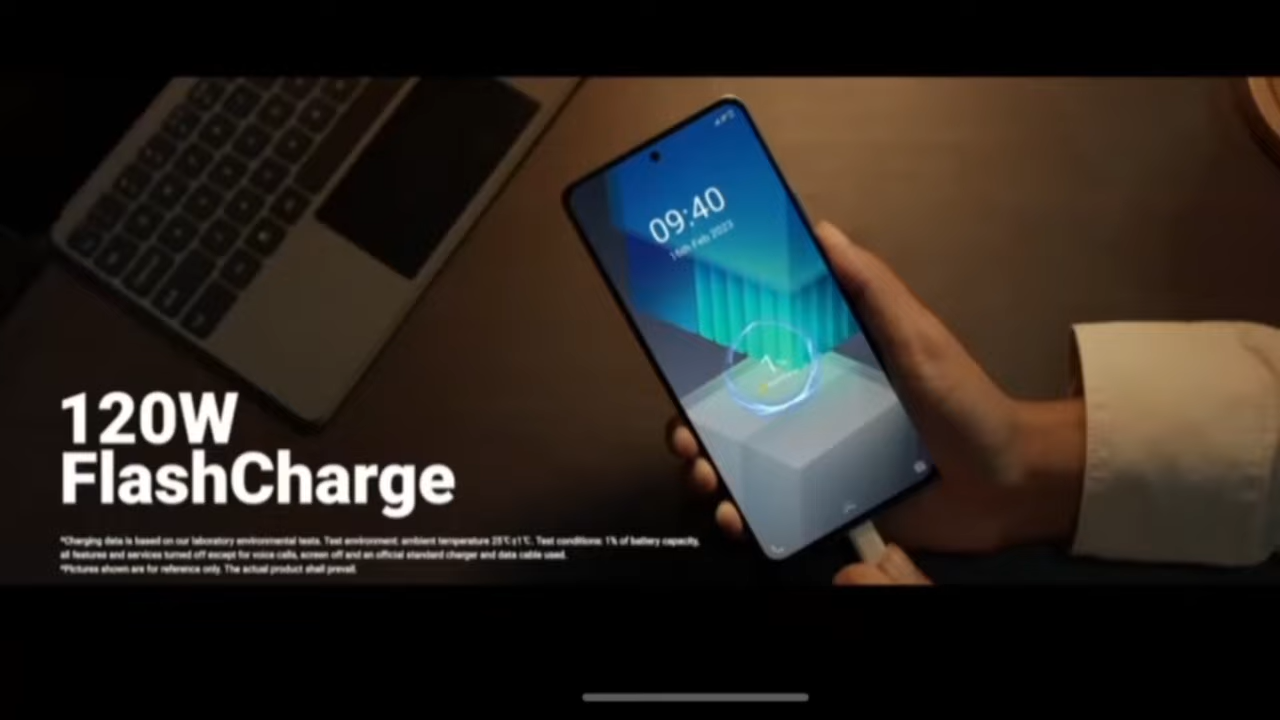 09:40
16th Feb 2023
120W
FlashCharge
*Charging data is based on our laboratory environmental tests. Test environment: ambient temperature 25℃±1℃. Test conditions: 1% of battery capacity,
all features and services turned off except for voice calls, screen off and an official standard charger and data cable used.
*Pictures shown are for reference only. The actual product shall prevail.